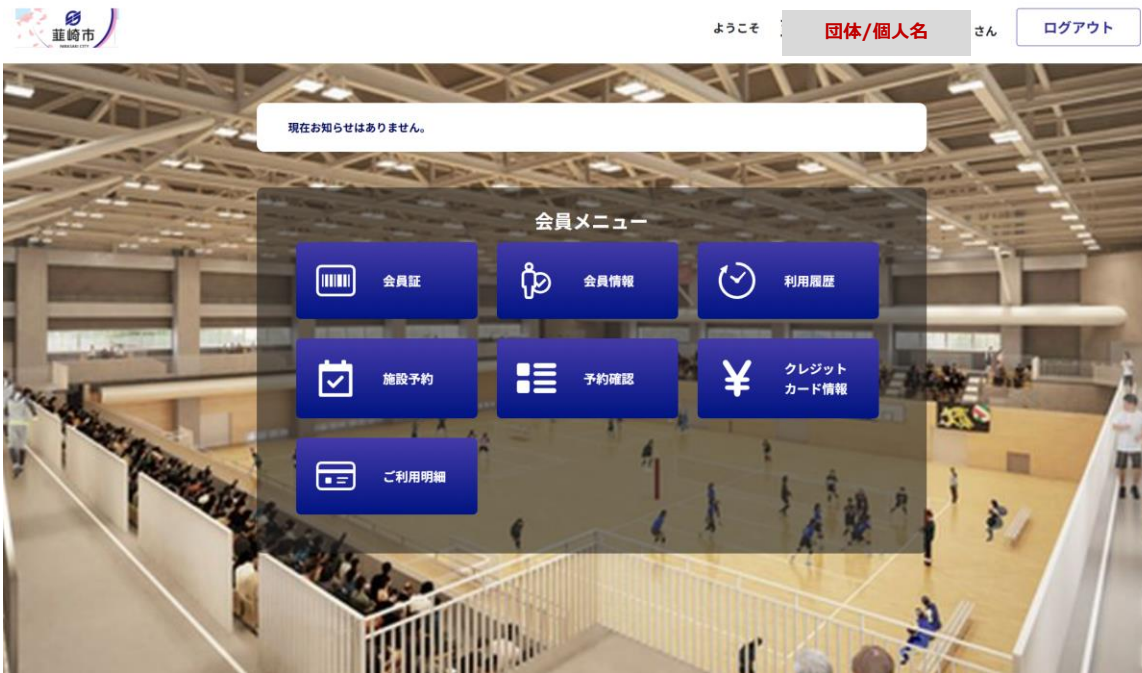 韮崎市
NIRASAKI CITY
ようこそ 団体/個人名 さん ログアウト
現在お知らせはありません。
会員メニュー
会員証
会員情報
利用履歴
施設予約
予約確認
クレジット
カード情報
ご利用明細